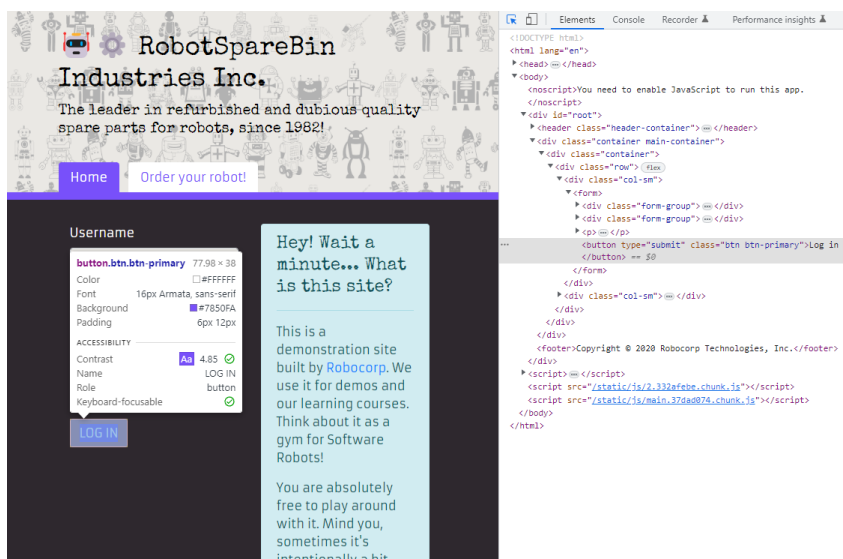 RobotSpareBin
Industries Inc.
The leader in refurbished and dubious quality
spare parts for robots, since 1982!
Home
Order your robot!
Username
button.btn.btn-primary 77.98 × 38
Color #FFFFFF
Font 16px Armata, sans-serif
Background #7850FA
Padding 6px 12px
ACCESSIBILITY
Contrast Aa 4.85
Name LOG IN
Role button
Keyboard-focusable
LOG IN
Hey! Wait a
minute... What
is this site?
This is a
demonstration site
built by Robocorp. We
use it for demos and
our learning courses.
Think about it as a
gym for Software
Robots!
You are absolutely
free to play around
with it. Mind you,
sometimes it's
intentionally a bit
Elements Console Recorder Performance insights
<!DOCTYPE html>
<html lang="en">
<head>…</head>
<body>
<noscript>You need to enable JavaScript to run this app.
</noscript>
<div id="root">
<header class="header-container">…</header>
<div class="container main-container">
<div class="container">
<div class="row"> flex
<div class="col-sm">
<form>
<div class="form-group">…</div>
<div class="form-group">…</div>
<p>…</p>
<button type="submit" class="btn btn-primary">Log in
</button> == $0
</form>
</div>
<div class="col-sm">…</div>
</div>
</div>
</div>
<footer>Copyright © 2020 Robocorp Technologies, Inc.</footer>
</div>
<script>…</script>
<script src="/static/js/2.332afebe.chunk.js"></script>
<script src="/static/js/main.37dad074.chunk.js"></script>
</body>
</html>